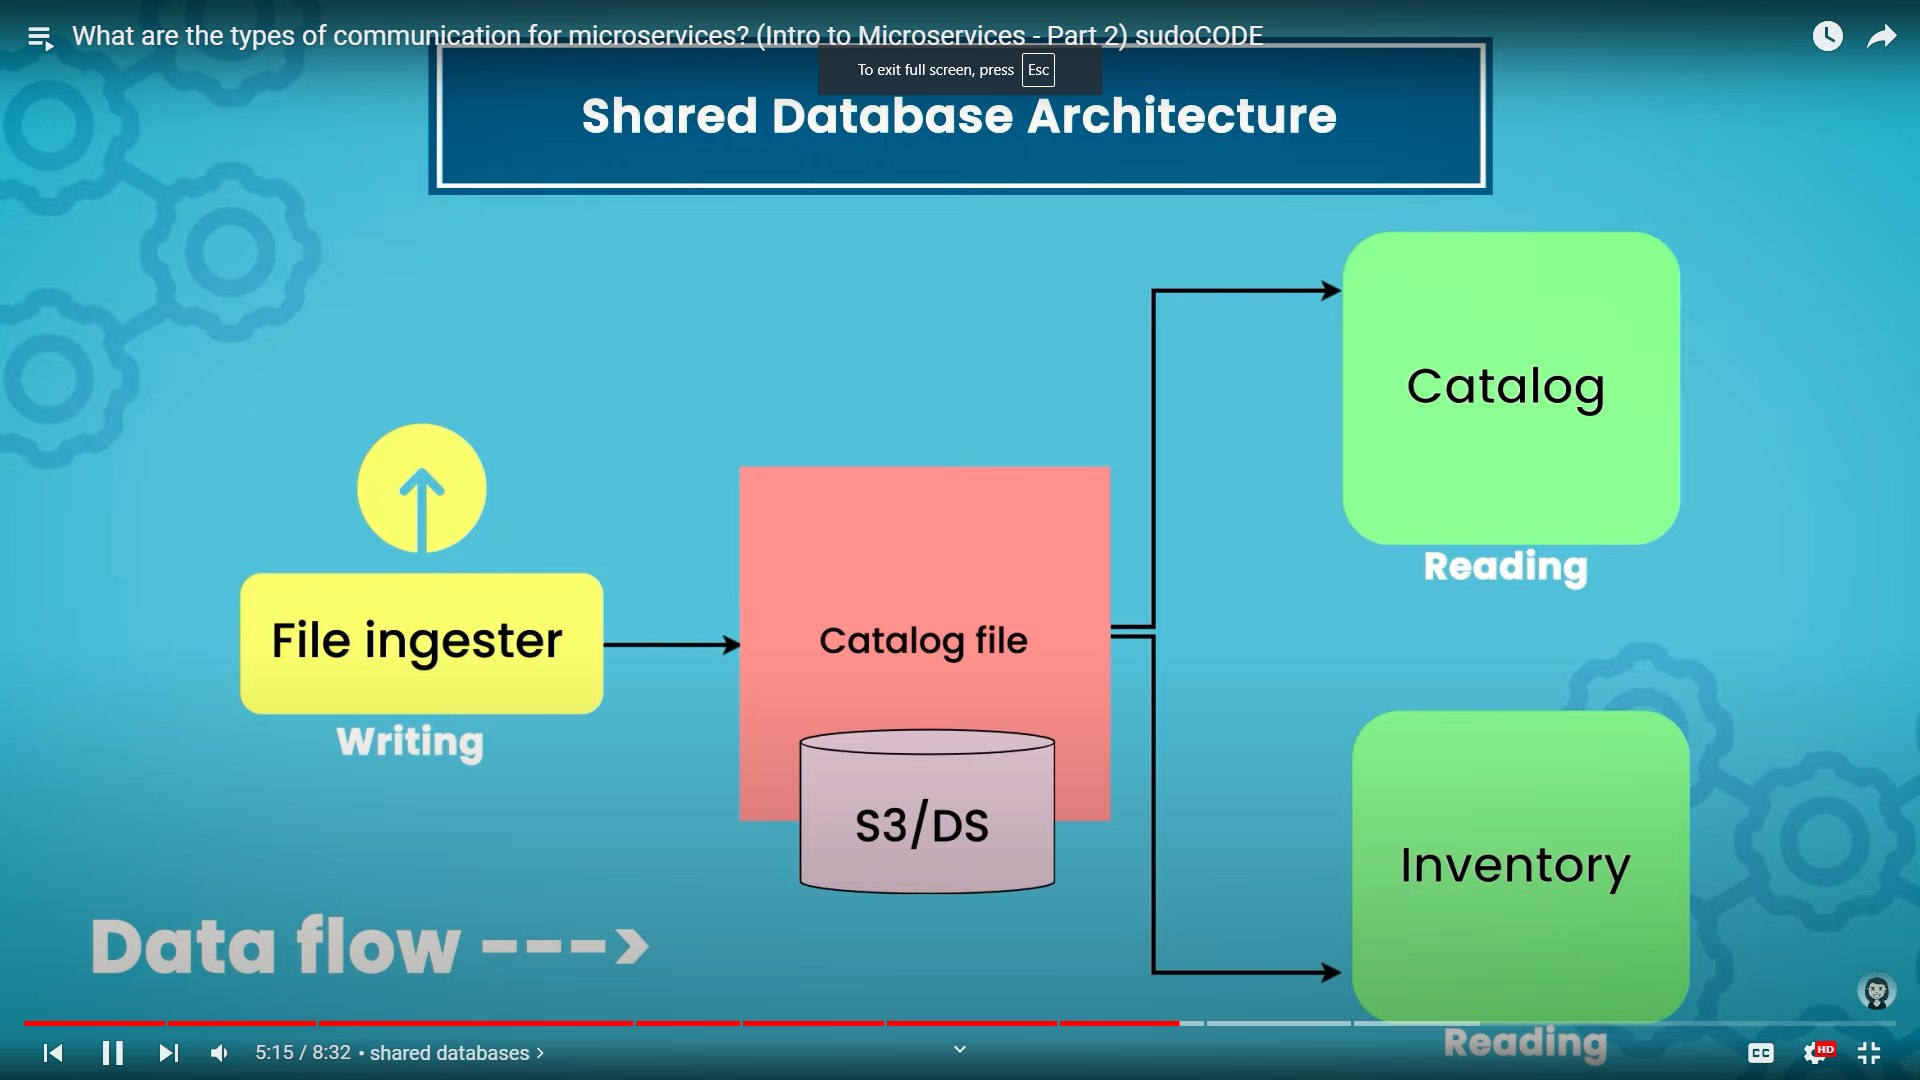 What are the types of communication for microservices? (Intro to Microservices - Part 2) sudoCODE
To exit full screen, press Esc
Shared Database Architecture
Catalog
Reading
File ingester
Writing
Catalog file
S3/DS
Inventory
Reading
Data flow --->
5:15 / 8:32 • shared databases >
CC
HD